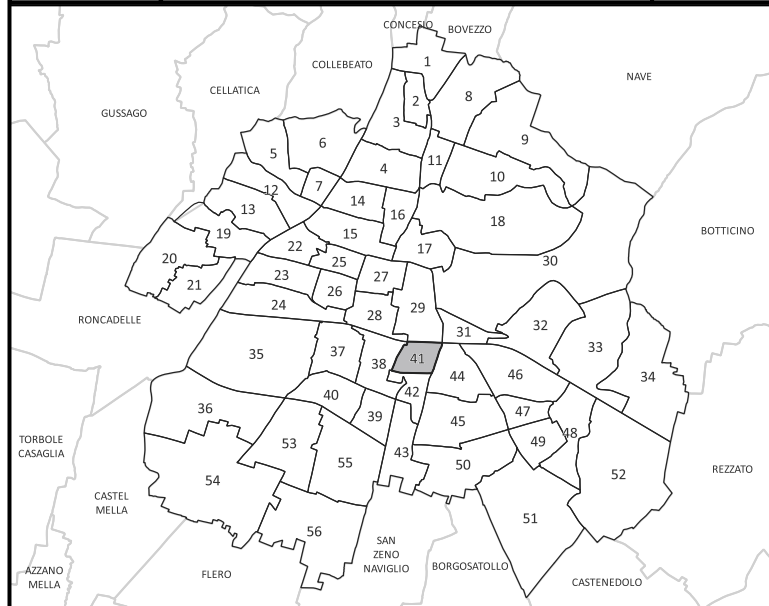 CONCESIO
BOVEZZO
1
COLLEBEATO
NAVE
CELLATICA
8
2
GUSSAGO
3
9
6
5
11
4
10
7
12
14
13
16
18
BOTTICINO
19
15
22
17
20
25
30
23
27
21
26
24
29
28
RONCADELLE
31
32
33
37
35
41
38
44
46
34
42
40
36
47
39
45
48
TORBOLE
CASAGLIA
53
49
43
55
50
REZZATO
52
54
CASTEL
MELLA
51
56
SAN
ZENO
NAVIGLIO
BORGOSATOLLO
AZZANO
MELLA
FLERO
CASTENEDOLO